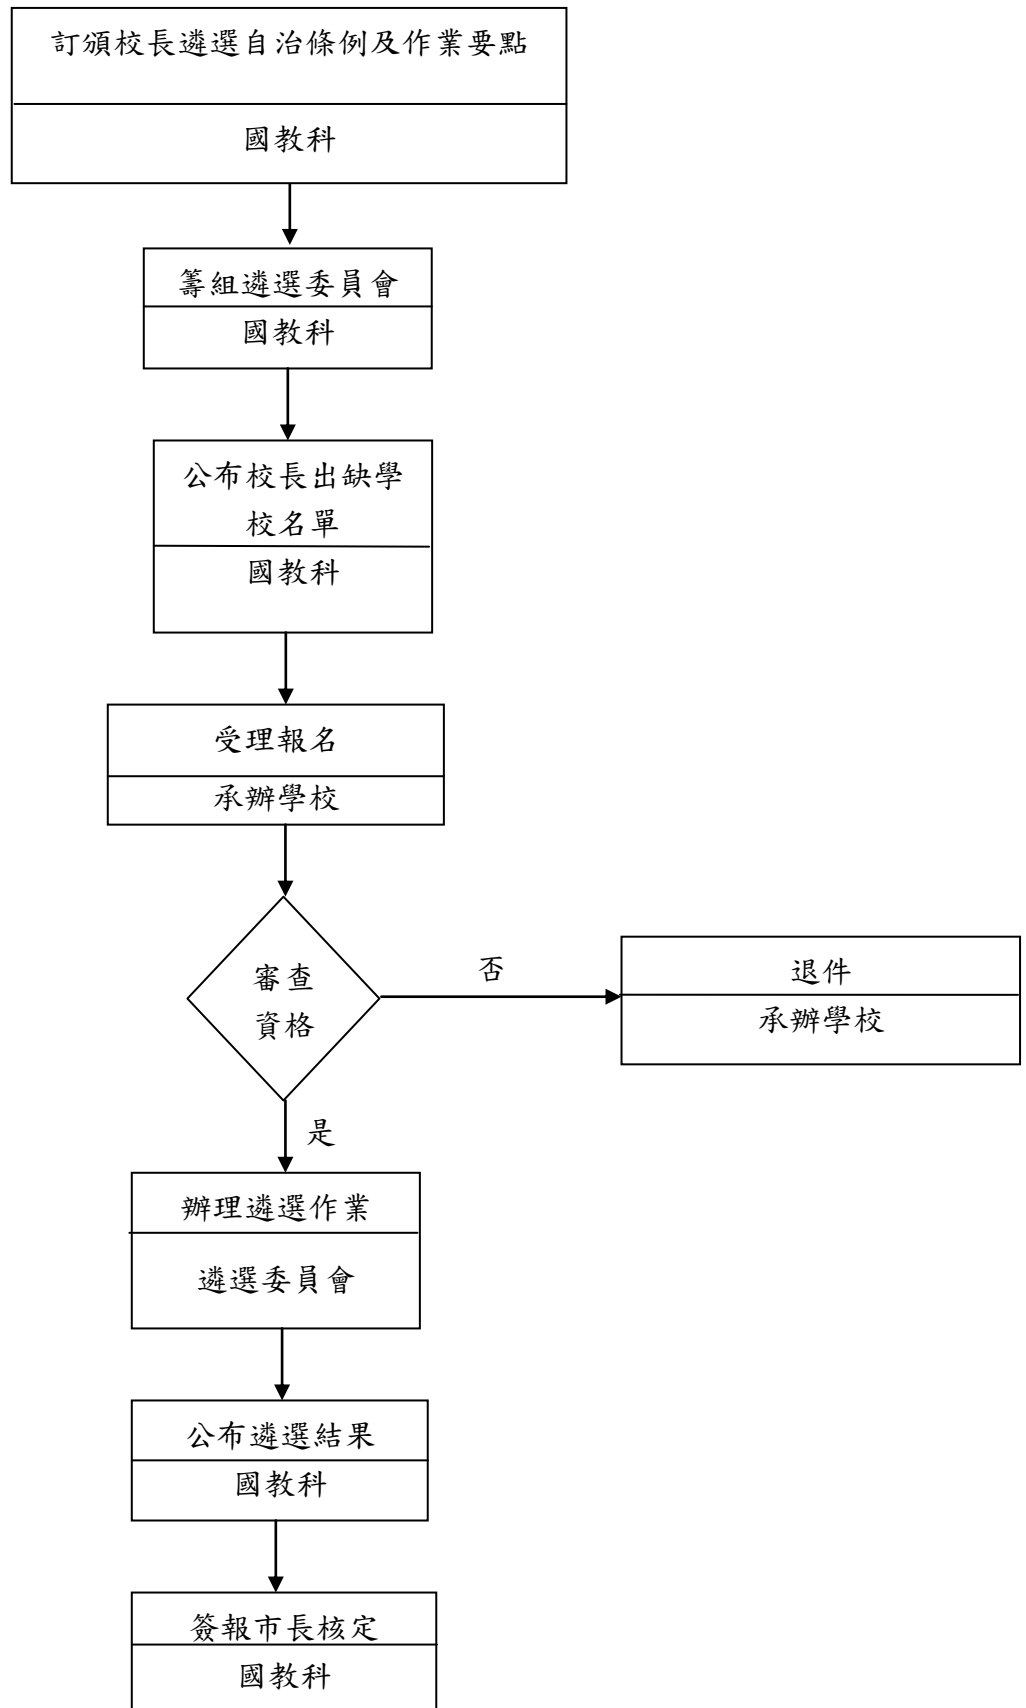 訂頒校長遴選自治條例及作業要點
國教科
籌組遴選委員會
國教科
公布校長出缺學
校名單
國教科
受理報名
承辦學校
審查
資格
否
退件
承辦學校
是
辦理遴選作業
遴選委員會
公布遴選結果
國教科
簽報市長核定
國教科